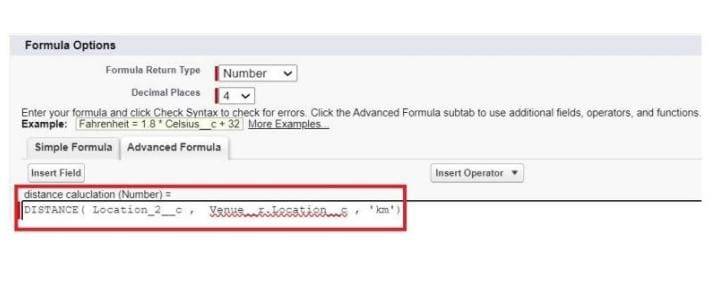 Formula Options
Formula Return Type Number
Decimal Places 4
Enter your formula and click Check Syntax to check for errors. Click the Advanced Formula subtab to use additional fields, operators, and functions.
Example: Fahrenheit = 1.8 * Celsius__c + 32 More Examples...
Simple Formula Advanced Formula
Insert Field Insert Operator ▼
distance caluclation (Number) =
DISTANCE( Location_2__c , Venue__r.Location__c , 'km')